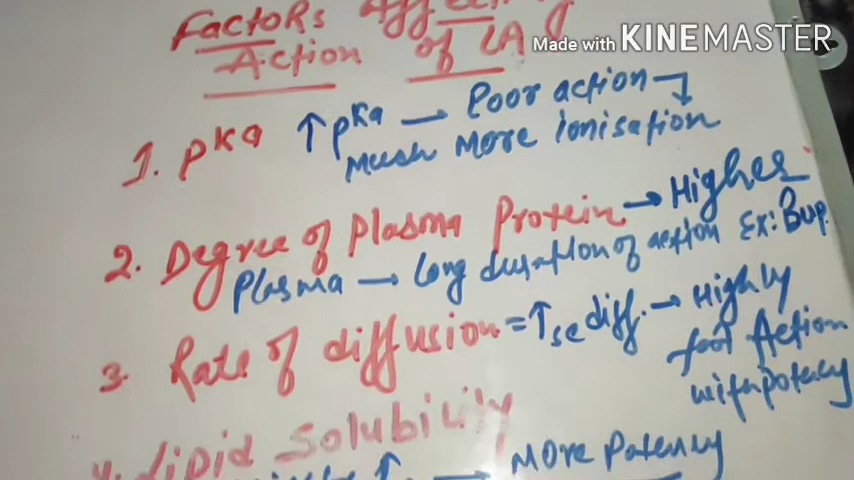 Factors Affecti
Action of LA
Made with KINEMASTER
1. pKa ↑pKa → Poor action
Much More ionisation
2. Degree of Plasma Protein → Higher
Plasma → Long duration of action Ex: Bup.
3. Rate of diffusion = ↑se diff. → Highly
fast Action
with potency
4. Lipid solubility
↑ → More Potency